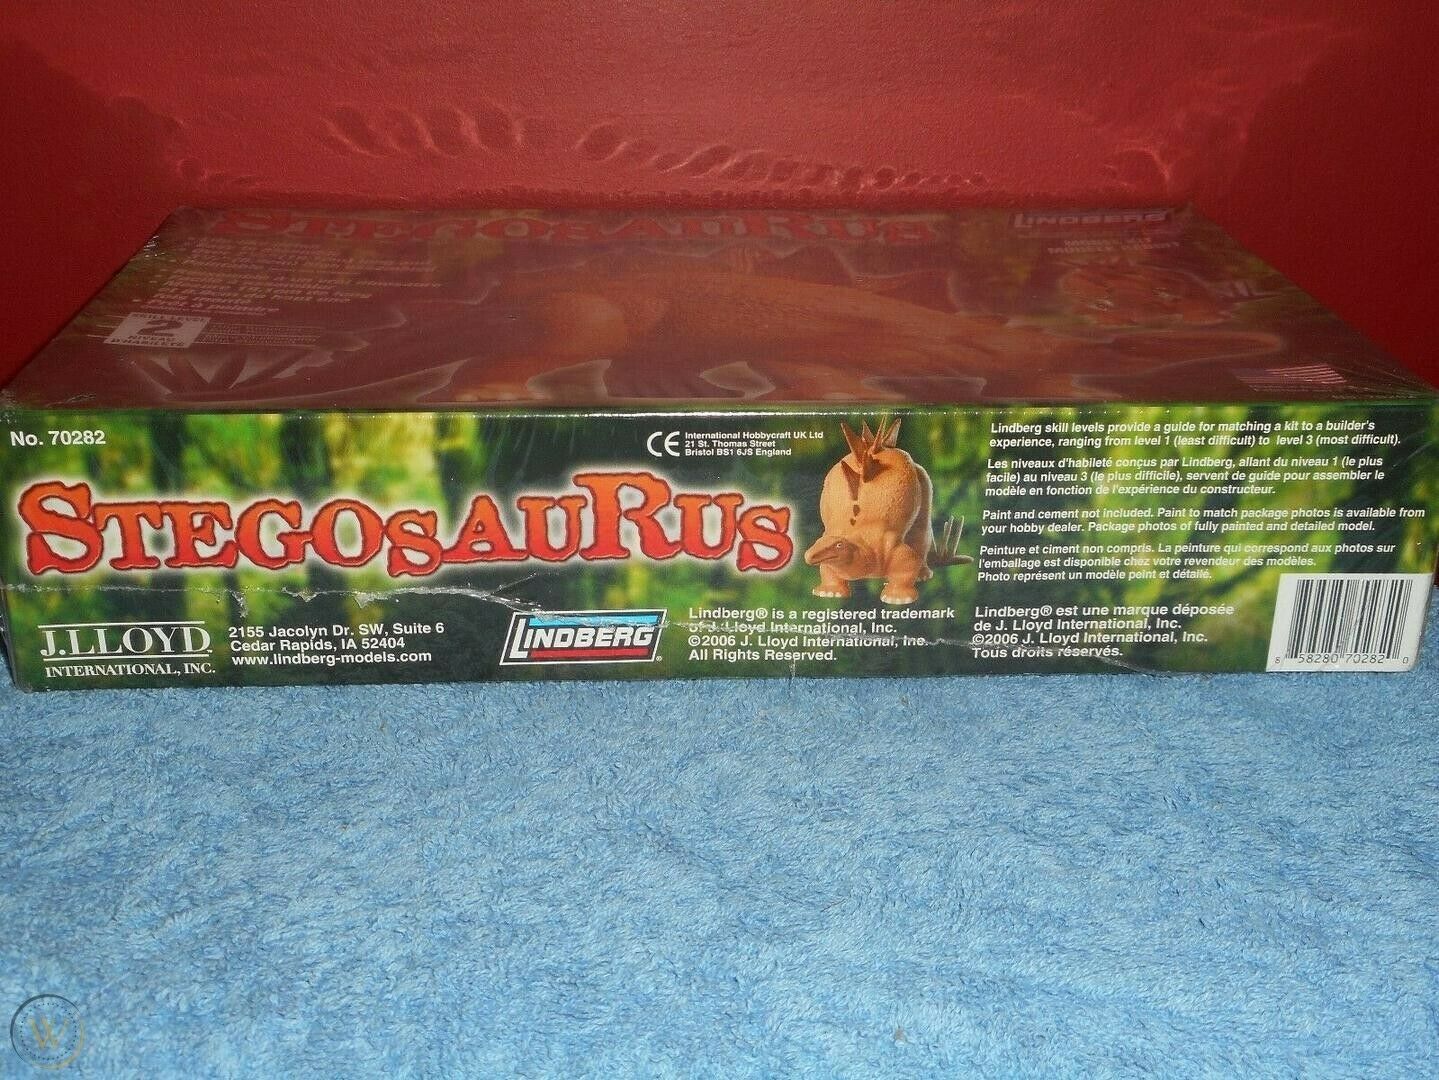 STEGOSAURUS
LINDBERG
2
NIVEAU
D'HABILETÉ
No. 70282
CE
International Hobbycraft UK Ltd
21 St. Thomas Street
Bristol BS1 6JS England
STEGOSAURUS
J.LLOYD
INTERNATIONAL, INC.
2155 Jacolyn Dr. SW, Suite 6
Cedar Rapids, IA 52404
www.lindberg-models.com
LINDBERG®
Lindberg® is a registered trademark
of J. Lloyd International, Inc.
©2006 J. Lloyd International, Inc.
All Rights Reserved.
Lindberg skill levels provide a guide for matching a kit to a builder's
experience, ranging from level 1 (least difficult) to level 3 (most difficult).
Les niveaux d'habileté conçus par Lindberg, allant du niveau 1 (le plus
facile) au niveau 3 (le plus difficile), servent de guide pour assembler le
modèle en fonction de l'expérience du constructeur.
Paint and cement not included. Paint to match package photos is available from
your hobby dealer. Package photos of fully painted and detailed model.
Peinture et ciment non compris. La peinture qui correspond aux photos sur
l'emballage est disponible chez votre revendeur des modèles.
Photo représent un modèle peint et détaillé.
Lindberg® est une marque déposée
de J. Lloyd International, Inc.
©2006 J. Lloyd International, Inc.
Tous droits réservés.
8 58280 70282 0
W